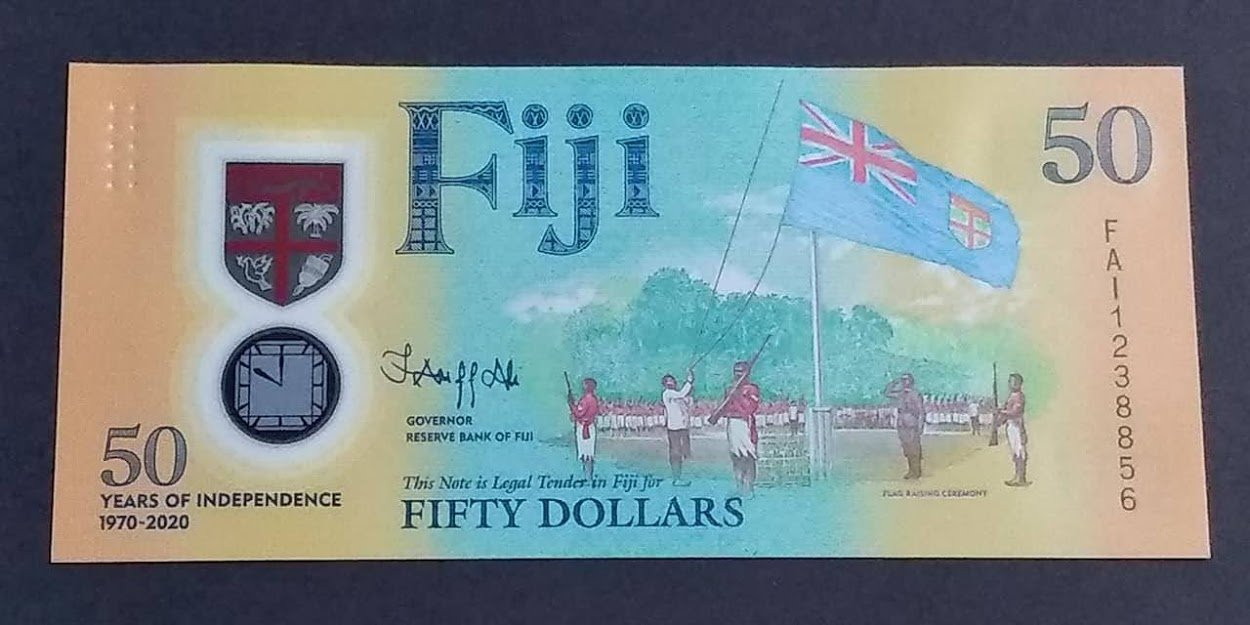 Fiji
50
FAI1238856
GOVERNOR
RESERVE BANK OF FIJI
50
YEARS OF INDEPENDENCE
1970-2020
This Note is Legal Tender in Fiji for
FIFTY DOLLARS
FLAG RAISING CEREMONY